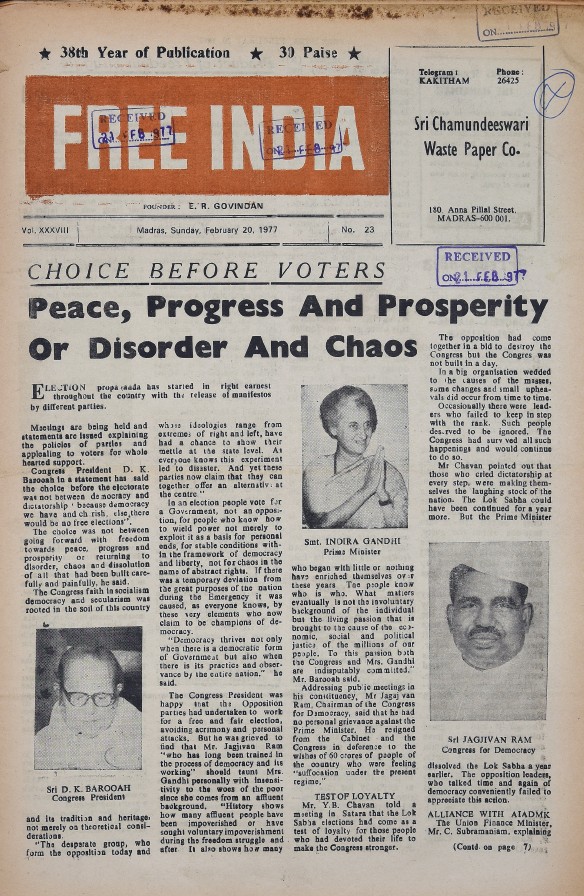 RECEIVED
ON
★ 38th Year of Publication ★ 30 Paise ★
FREE INDIA
RECEIVED
21 FEB 977
RECEIVED
FOUNDER : E. R. GOVINDAN
Vol. XXXVIII Madras, Sunday, February 20, 1977 No. 23
Telegram : Phone :
KAKITHAM 26425
Sri Chamundeeswari
Waste Paper Co.
180, Anna Pillai Street,
MADRAS-600 001.
RECEIVED
ON 21 FEB 97
CHOICE BEFORE VOTERS
Peace, Progress And Prosperity
Or Disorder And Chaos
ELECTION propaganda has started in right earnest
throughout the country with the release of manifestos
by different parties.
Meetings are being held and
statements are issued explaining
the policies of parties and
appealing to voters for whole
hearted support.
Congress President D. K.
Barooah in a statement has said
the choice before the electorate
was not between democracy and
dictatorship ' because democracy
we have and cherish, else there
would be no free elections".
The choice was not between
going forward with freedom
towards peace, progress and
prosperity or returning to
disorder, chaos and dissolution
of all that had been built care-
fully and painfully, he said.
The Congress faith in socialism
democracy and secularism was
rooted in the soil of this country
Sri D. K. BAROOAH
Congress President
and its tradition and heritage
not merely on theoretical consi-
derations.
"The desperate group, who
form the opposition today and
whose ideologies range from
extremes of right and left, have
had a chance to show their
mettle at the state level. As
everyone knows this experiment
led to disaster. And yet these
parties now claim that they can
together offer an alternative at
the centre."
In an election people vote for
a Government, not an opposi-
tion, for people who know how
to wield power not merely to
exploit it as a basis for personal
ends, for stable conditions with-
in the framework of democracy
and liberty, not for chaos in the
name of abstract rights. If there
was a temporary deviation from
the great purposes of the nation
during the Emergency it was
caused, as everyone knows, by
these very elements who now
claim to be champions of de-
mocracy.
"Democracy thrives not only
when there is a democratic form
of Government but also when
there is its practice and obser-
vance by the entire nation." he
said.
The Congress President was
happy that the Opposition
parties had undertaken to work
for a free and fair election,
avoiding acrimony and personal
attacks. But he was grieved to
find that Mr. Jagjivan Ram
"who has long been trained in
the process of democracy and its
working" should taunt Mrs.
Gandhi personally with insensi-
tivity to the woes of the poor
since she comes from an affluent
background. "History shows
how many affluent people have
been impoverished or have
sought voluntary impoverishment
during the freedom struggle and
after. It also shows how many
Smt. INDIRA GANDHI
Prime Minister
who began with little or nothing
have enriched themselves over
these years. The people know
who is who. What matters
eventually is not the involuntary
background of the individual
but the living passion that is
brought to the cause of the eco-
nomic, social and political
justice of the millions of our
people. To this passion both
the Congress and Mrs. Gandhi
are indisputably committed."
Mr. Barooah said.
Addressing public meetings in
his constituency, Mr Jagajvan
Ram, Chairman of the Congress
for Democracy, said that he had
no personal grievance against the
Prime Minister. He resigned
from the Cabinet and the
Congress in deference to the
wishes of 60 crores of people of
the country who were feeling
"suffocation under the present
regime."
TEST OF LOYALTY
Mr. Y.B. Chavan told a
meeting in Satara that the Lok
Sabha elections had come as a
test of loyalty for those people
who had devoted their life to
make the Congress stronger.
The opposition had come
together in a bid to destroy the
Congress but the Congres was
not built in a day.
In a big organisation wedded
to the causes of the masses,
some changes and small uphea-
vals did occur from time to time.
Occasionally there were lead-
ers who failed to keep in step
with the rank. Such people
deserved to be ignored. The
Congress had survived all such
happenings and would continue
to do so.
Mr Chavan pointed out that
those who cried dictatorship at
every step, were making them-
selves the laughing stock of the
nation. The Lok Sabha could
have been continued for a year
more. But the Prime Minister
Sri JAGJIVAN RAM
Congress for Democracy
dissolved the Lok Sabha a year
earlier. The opposition leaders,
who talked time and again of
democracy conveniently failed to
appreciate this action.
ALLIANCE WITH AIADMK
The Union Finance Minister,
Mr. C. Subramaniam, explaining
(Contd. on page 7)